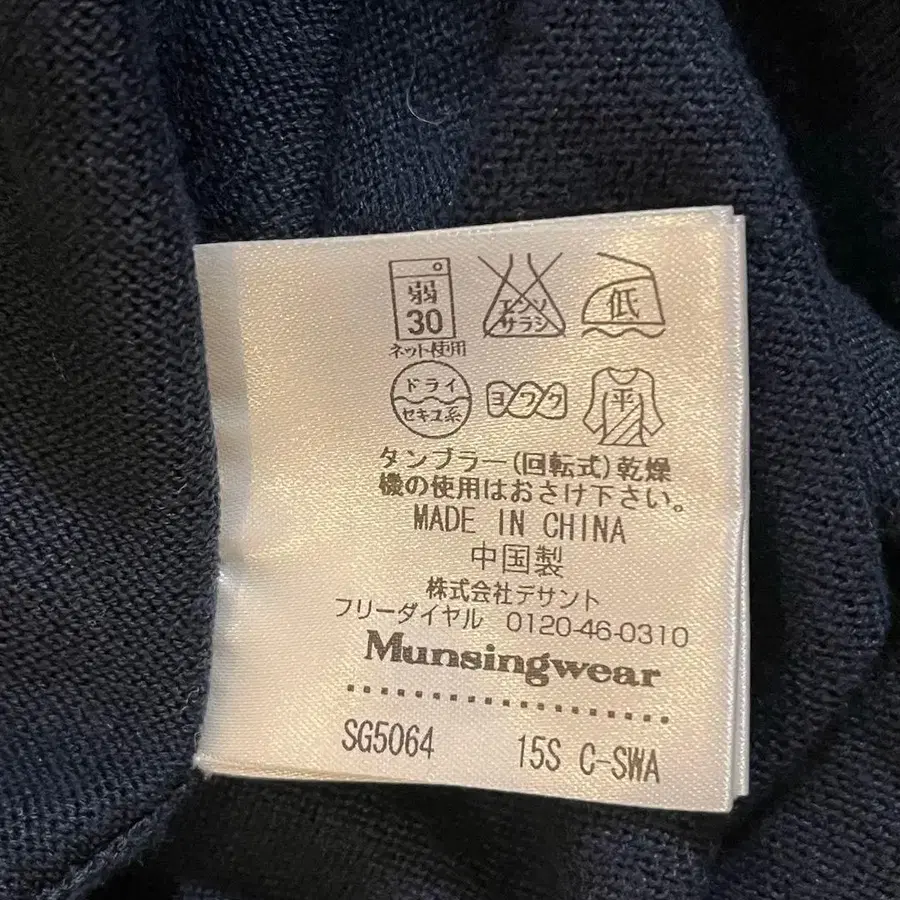 弱
30
ネット使用
エンソ
サラシ
低
ドライ
セキユ系
ヨワク
平
タンブラー(回転式)乾燥
機の使用はおさけ下さい。
MADE IN CHINA
中国製
株式会社デサント
フリーダイヤル 0120-46-0310
Munsingwear
SG5064 15S C-SWA